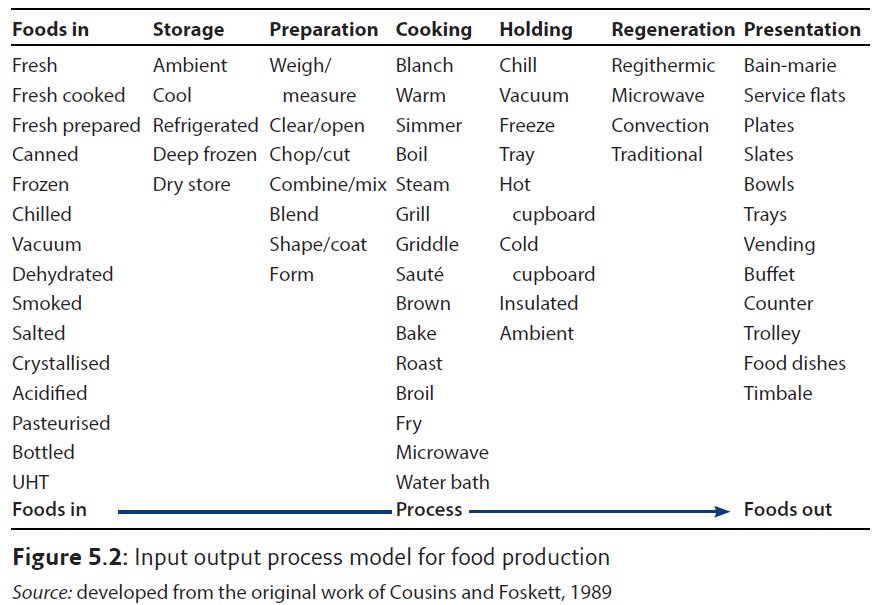 Foods in Storage Preparation Cooking Holding Regeneration Presentation
Fresh Ambient Weigh/ Blanch Chill Regithermic Bain-marie
Fresh cooked Cool measure Warm Vacuum Microwave Service flats
Fresh prepared Refrigerated Clear/open Simmer Freeze Convection Plates
Canned Deep frozen Chop/cut Boil Tray Traditional Slates
Frozen Dry store Combine/mix Steam Hot Bowls
Chilled Blend Grill cupboard Trays
Vacuum Shape/coat Griddle Cold Vending
Dehydrated Form Sauté cupboard Buffet
Smoked Brown Insulated Counter
Salted Bake Ambient Trolley
Crystallised Roast Food dishes
Acidified Broil Timbale
Pasteurised Fry
Bottled Microwave
UHT Water bath
Foods in Process Foods out
Figure 5.2: Input output process model for food production
Source: developed from the original work of Cousins and Foskett, 1989